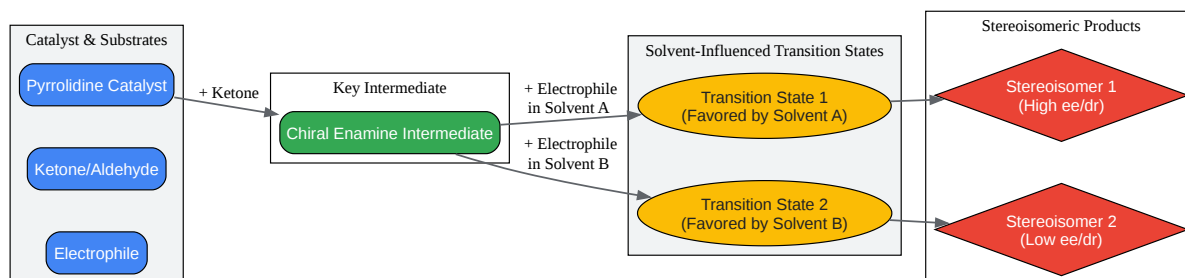 Catalyst & Substrates
Pyrrolidine Catalyst
Ketone/Aldehyde
Electrophile
+ Ketone
Key Intermediate
Chiral Enamine Intermediate
+ Electrophile
in Solvent A
+ Electrophile
in Solvent B
Solvent-Influenced Transition States
Transition State 1
(Favored by Solvent A)
Transition State 2
(Favored by Solvent B)
Stereoisomeric Products
Stereoisomer 1
(High ee/dr)
Stereoisomer 2
(Low ee/dr)